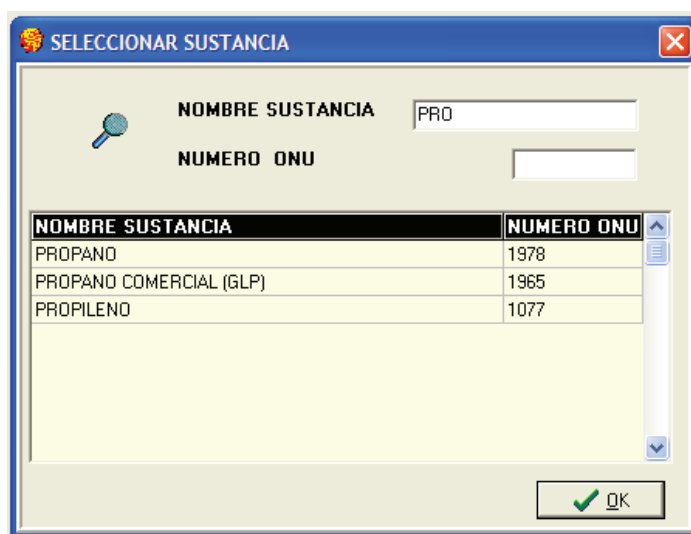 SELECCIONAR SUSTANCIA
NOMBRE SUSTANCIA PRO
NUMERO ONU
NOMBRE SUSTANCIA NUMERO ONU
PROPANO 1978
PROPANO COMERCIAL (GLP) 1965
PROPILENO 1077
OK